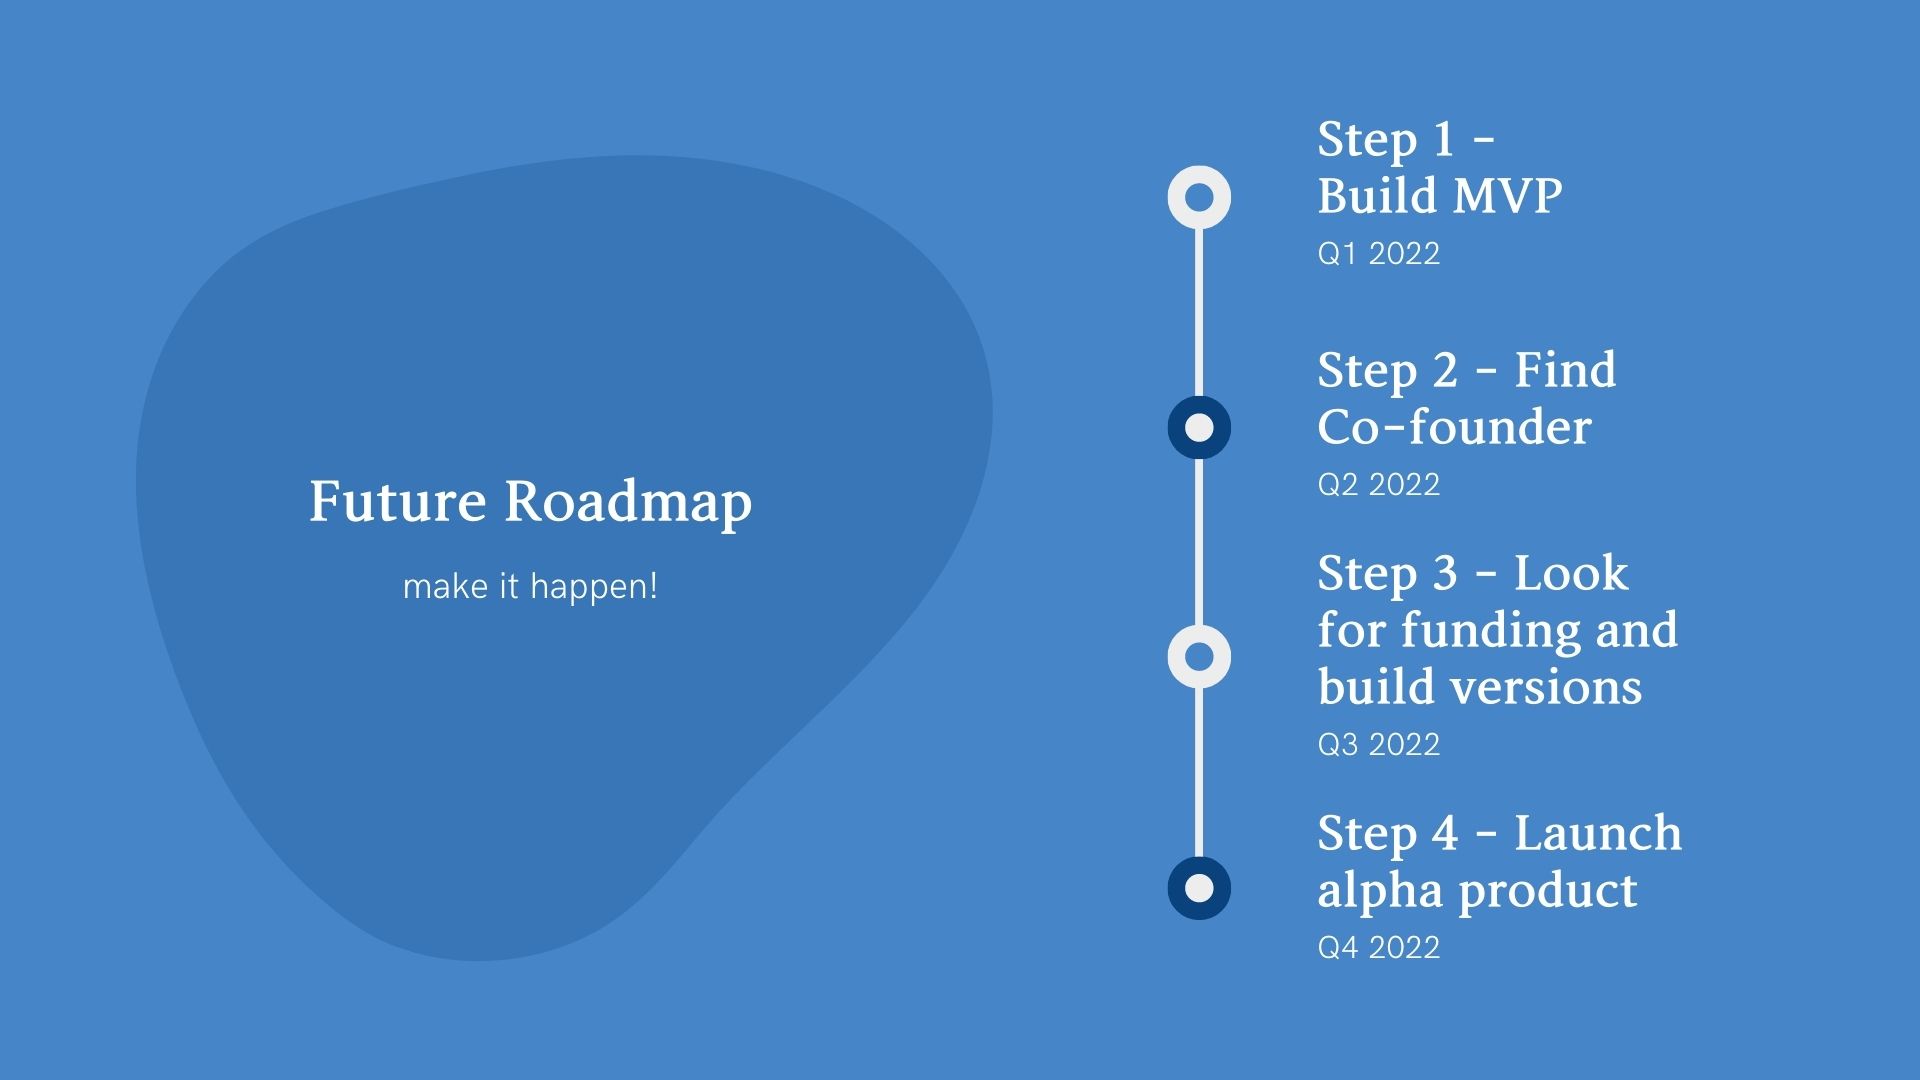 Future Roadmap
make it happen!
Step 1 -
Build MVP
Q1 2022
Step 2 - Find
Co-founder
Q2 2022
Step 3 - Look
for funding and
build versions
Q3 2022
Step 4 - Launch
alpha product
Q4 2022